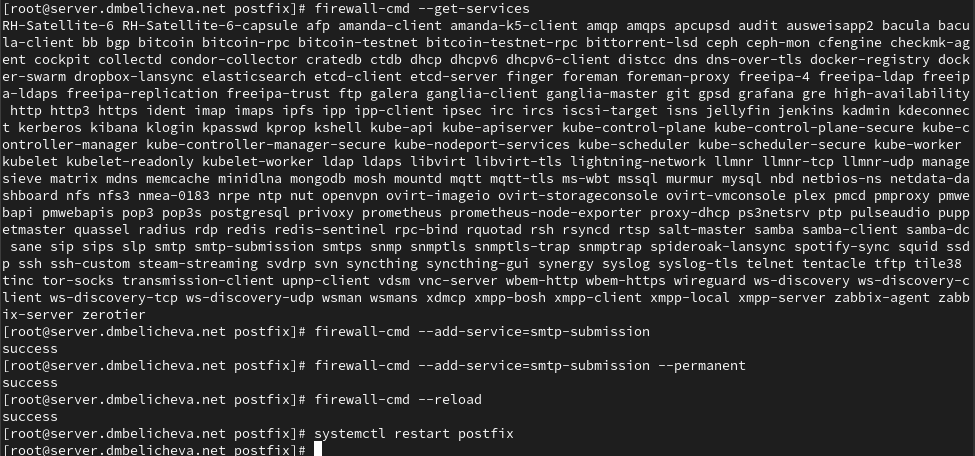 [root@server.dmbelicheva.net postfix]# firewall-cmd --get-services
RH-Satellite-6 RH-Satellite-6-capsule afp amanda-client amanda-k5-client amqp amqps apcupsd audit ausweisapp2 bacula bacu
la-client bb bgp bitcoin bitcoin-rpc bitcoin-testnet bitcoin-testnet-rpc bittorrent-lsd ceph ceph-mon cfengine checkmk-ag
ent cockpit collectd condor-collector cratedb ctdb dhcp dhcpv6 dhcpv6-client distcc dns dns-over-tls docker-registry dock
er-swarm dropbox-lansync elasticsearch etcd-client etcd-server finger foreman foreman-proxy freeipa-4 freeipa-ldap freeip
a-ldaps freeipa-replication freeipa-trust ftp galera ganglia-client ganglia-master git gpsd grafana gre high-availability
 http http3 https ident imap imaps ipfs ipp ipp-client ipsec irc ircs iscsi-target isns jellyfin jenkins kadmin kdeconnec
t kerberos kibana klogin kpasswd kprop kshell kube-api kube-apiserver kube-control-plane kube-control-plane-secure kube-c
ontroller-manager kube-controller-manager-secure kube-nodeport-services kube-scheduler kube-scheduler-secure kube-worker
kubelet kubelet-readonly kubelet-worker ldap ldaps libvirt libvirt-tls lightning-network llmnr llmnr-tcp llmnr-udp manage
sieve matrix mdns memcache minidlna mongodb mosh mountd mqtt mqtt-tls ms-wbt mssql murmur mysql nbd netbios-ns netdata-da
shboard nfs nfs3 nmea-0183 nrpe ntp nut openvpn ovirt-imageio ovirt-storageconsole ovirt-vmconsole plex pmcd pmproxy pmwe
bapi pmwebapis pop3 pop3s postgresql privoxy prometheus prometheus-node-exporter proxy-dhcp ps3netsrv ptp pulseaudio pupp
etmaster quassel radius rdp redis redis-sentinel rpc-bind rquotad rsh rsyncd rtsp salt-master samba samba-client samba-dc
 sane sip sips slp smtp smtp-submission smtps snmp snmptls snmptls-trap snmptrap spideroak-lansync spotify-sync squid ssd
p ssh ssh-custom steam-streaming svdrp svn syncthing syncthing-gui synergy syslog syslog-tls telnet tentacle tftp tile38
tinc tor-socks transmission-client upnp-client vdsm vnc-server wbem-http wbem-https wireguard ws-discovery ws-discovery-c
lient ws-discovery-tcp ws-discovery-udp wsman wsmans xdmcp xmpp-bosh xmpp-client xmpp-local xmpp-server zabbix-agent zabb
ix-server zerotier
[root@server.dmbelicheva.net postfix]# firewall-cmd --add-service=smtp-submission
success
[root@server.dmbelicheva.net postfix]# firewall-cmd --add-service=smtp-submission --permanent
success
[root@server.dmbelicheva.net postfix]# firewall-cmd --reload
success
[root@server.dmbelicheva.net postfix]# systemctl restart postfix
[root@server.dmbelicheva.net postfix]#